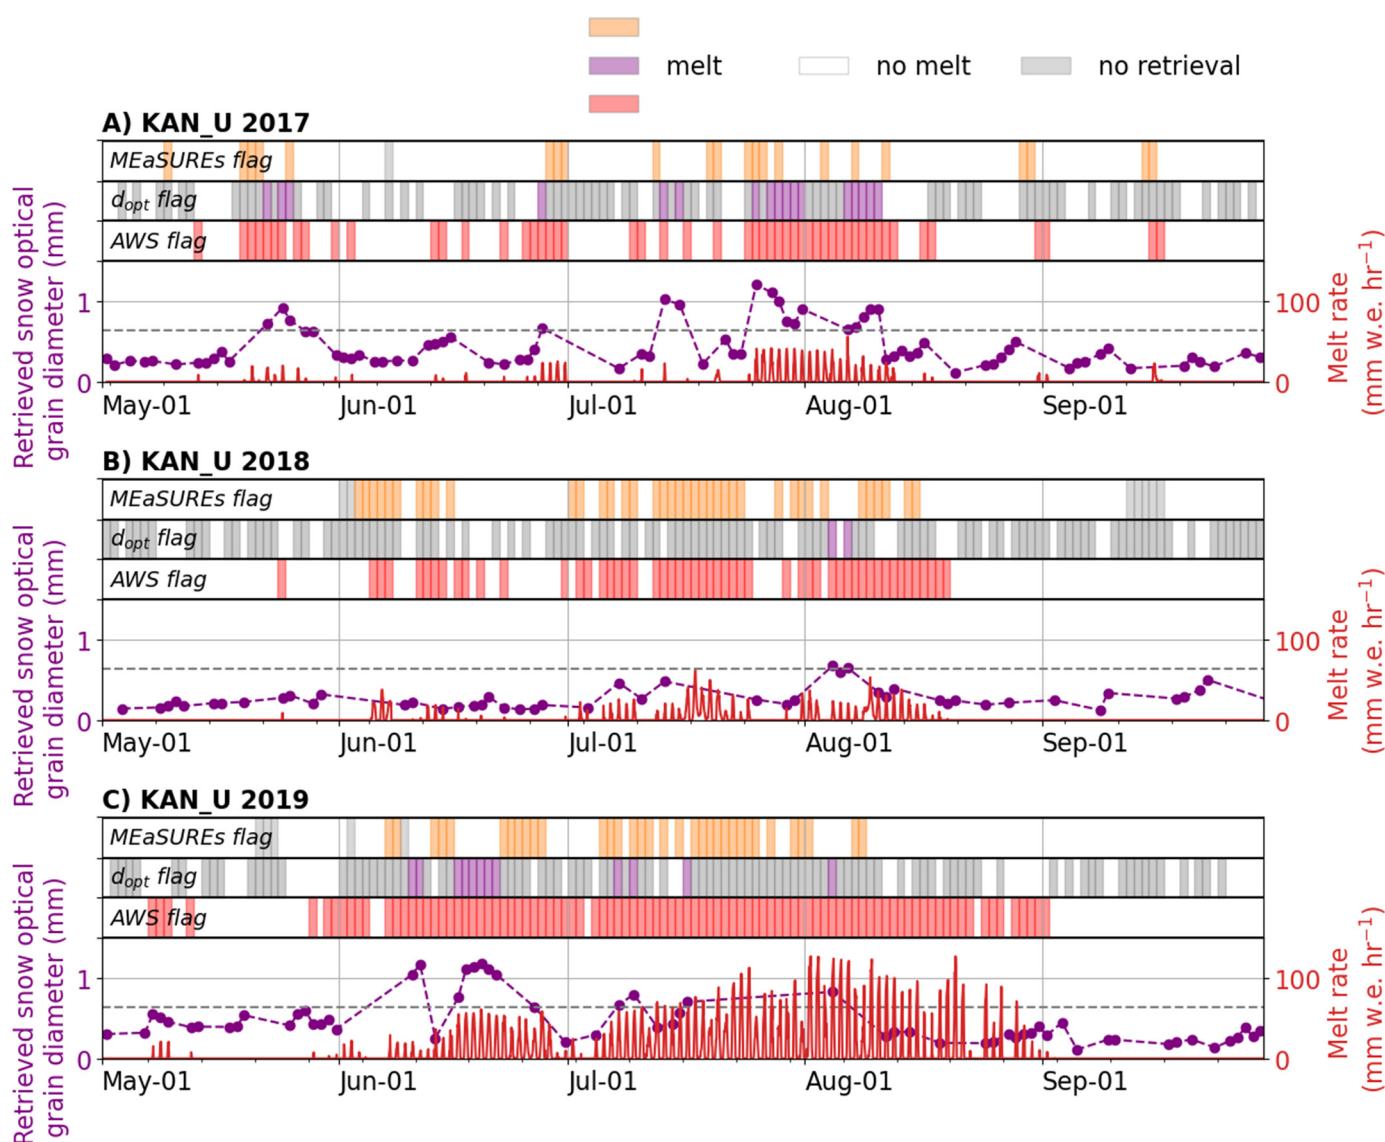 melt no melt no retrieval
A) KAN_U 2017
MEaSUREs flag
dopt flag
AWS flag
Retrieved snow optical
grain diameter (mm)
1
0
100
0
Melt rate
(mm w.e. hr⁻¹)
May-01 Jun-01 Jul-01 Aug-01 Sep-01
B) KAN_U 2018
MEaSUREs flag
dopt flag
AWS flag
Retrieved snow optical
grain diameter (mm)
1
0
100
0
Melt rate
(mm w.e. hr⁻¹)
May-01 Jun-01 Jul-01 Aug-01 Sep-01
C) KAN_U 2019
MEaSUREs flag
dopt flag
AWS flag
Retrieved snow optical
grain diameter (mm)
1
0
100
0
Melt rate
(mm w.e. hr⁻¹)
May-01 Jun-01 Jul-01 Aug-01 Sep-01